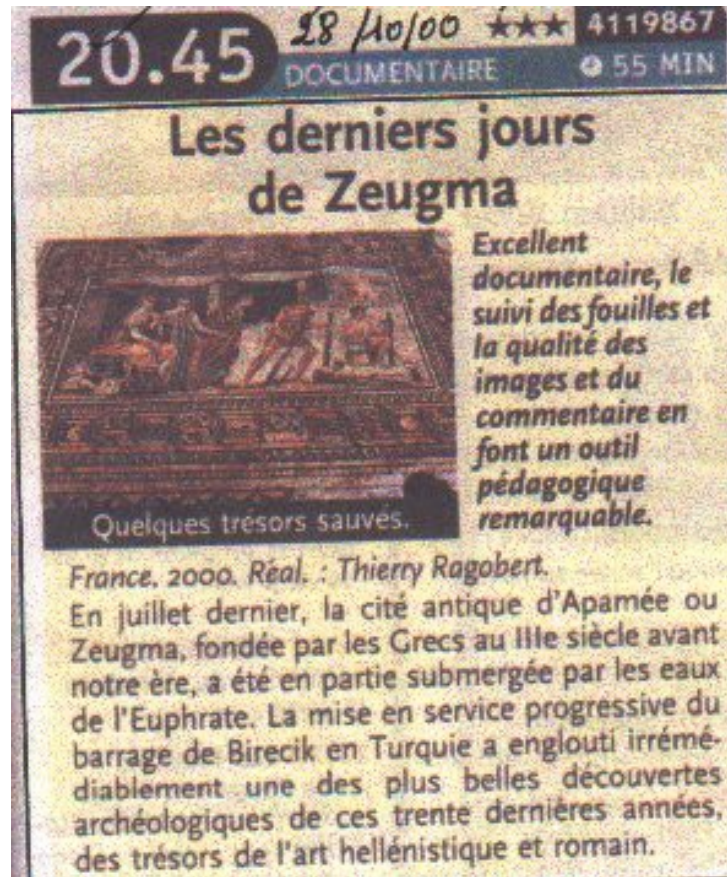 20.45 28/10/00 ★★★ 4119867
DOCUMENTAIRE 55 MIN
Les derniers jours
de Zeugma
Excellent
documentaire, le
suivi des fouilles et
la qualité des
images et du
commentaire en
font un outil
pédagogique
remarquable.
Quelques trésors sauvés.
France. 2000. Réal. : Thierry Ragobert.
En juillet dernier, la cité antique d'Apamée ou
Zeugma, fondée par les Grecs au IIIe siècle avant
notre ère, a été en partie submergée par les eaux
de l'Euphrate. La mise en service progressive du
barrage de Birecik en Turquie a englouti irrémé-
diablement une des plus belles découvertes
archéologiques de ces trente dernières années,
des trésors de l'art hellénistique et romain.